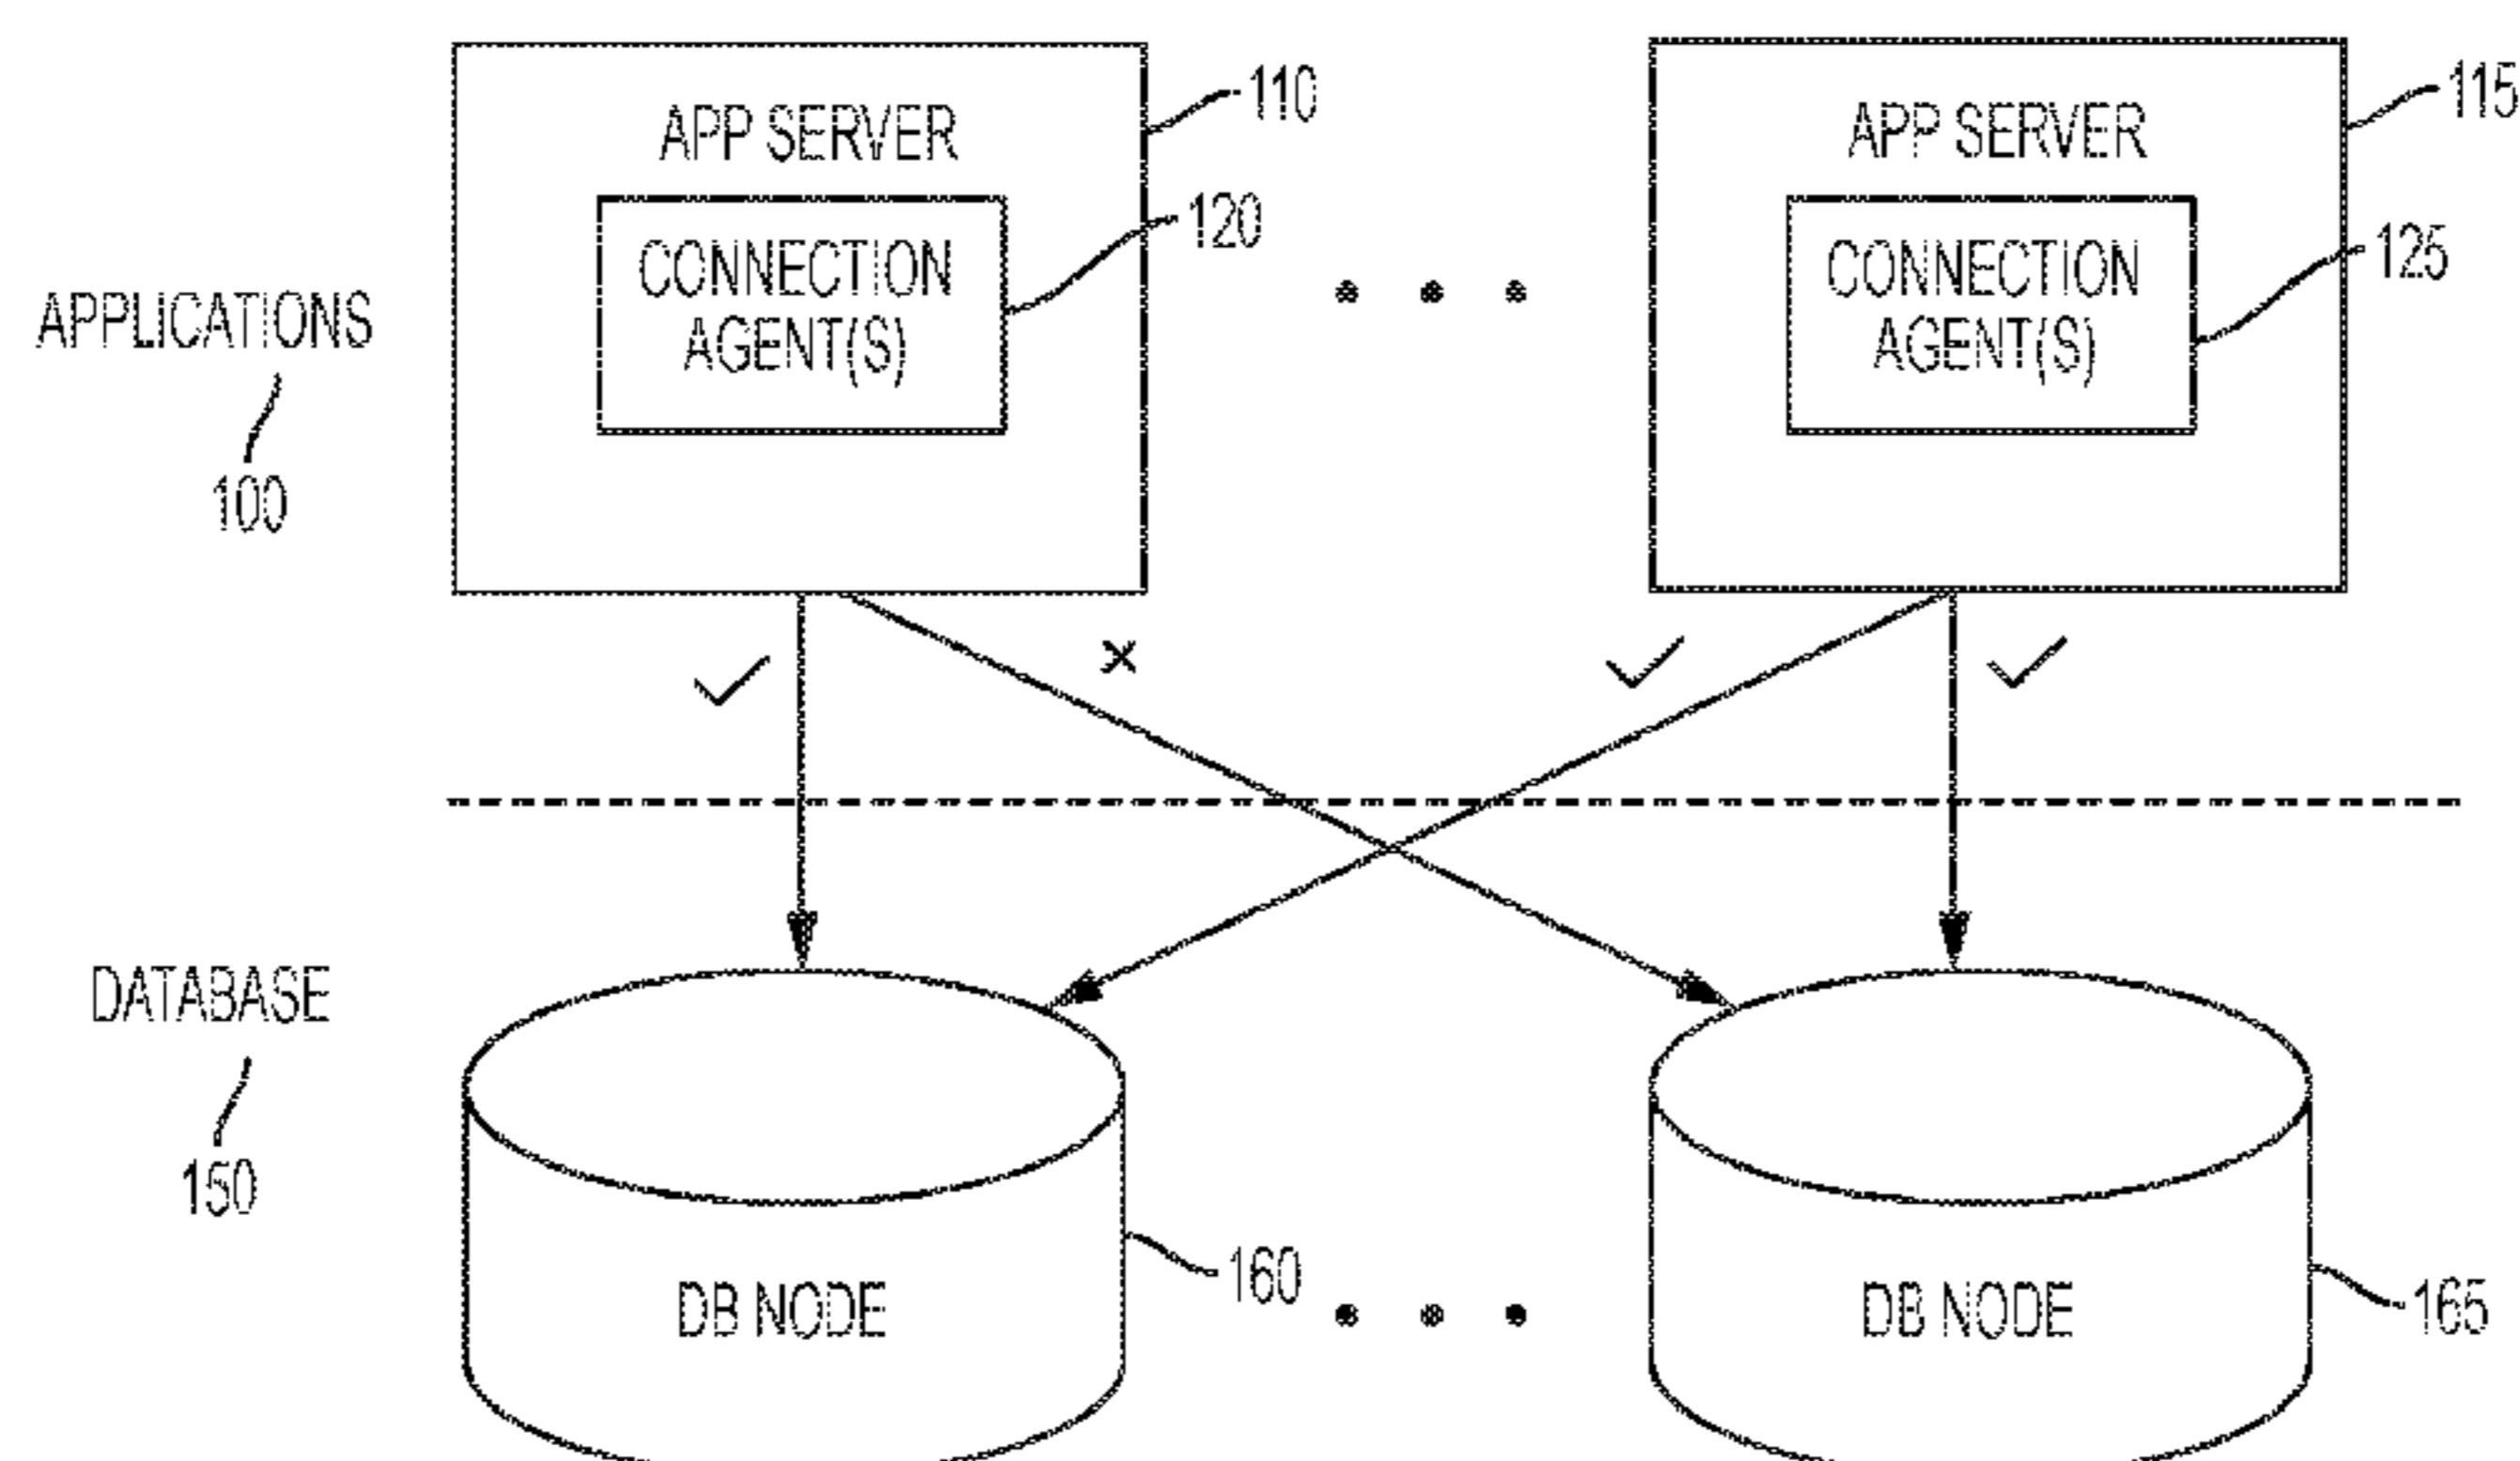 APP SERVER
110
CONNECTION
AGENT(S)
120
APP SERVER
115
CONNECTION
AGENT(S)
125
APPLICATIONS
100
DATABASE
150
DB NODE
160
DB NODE
165